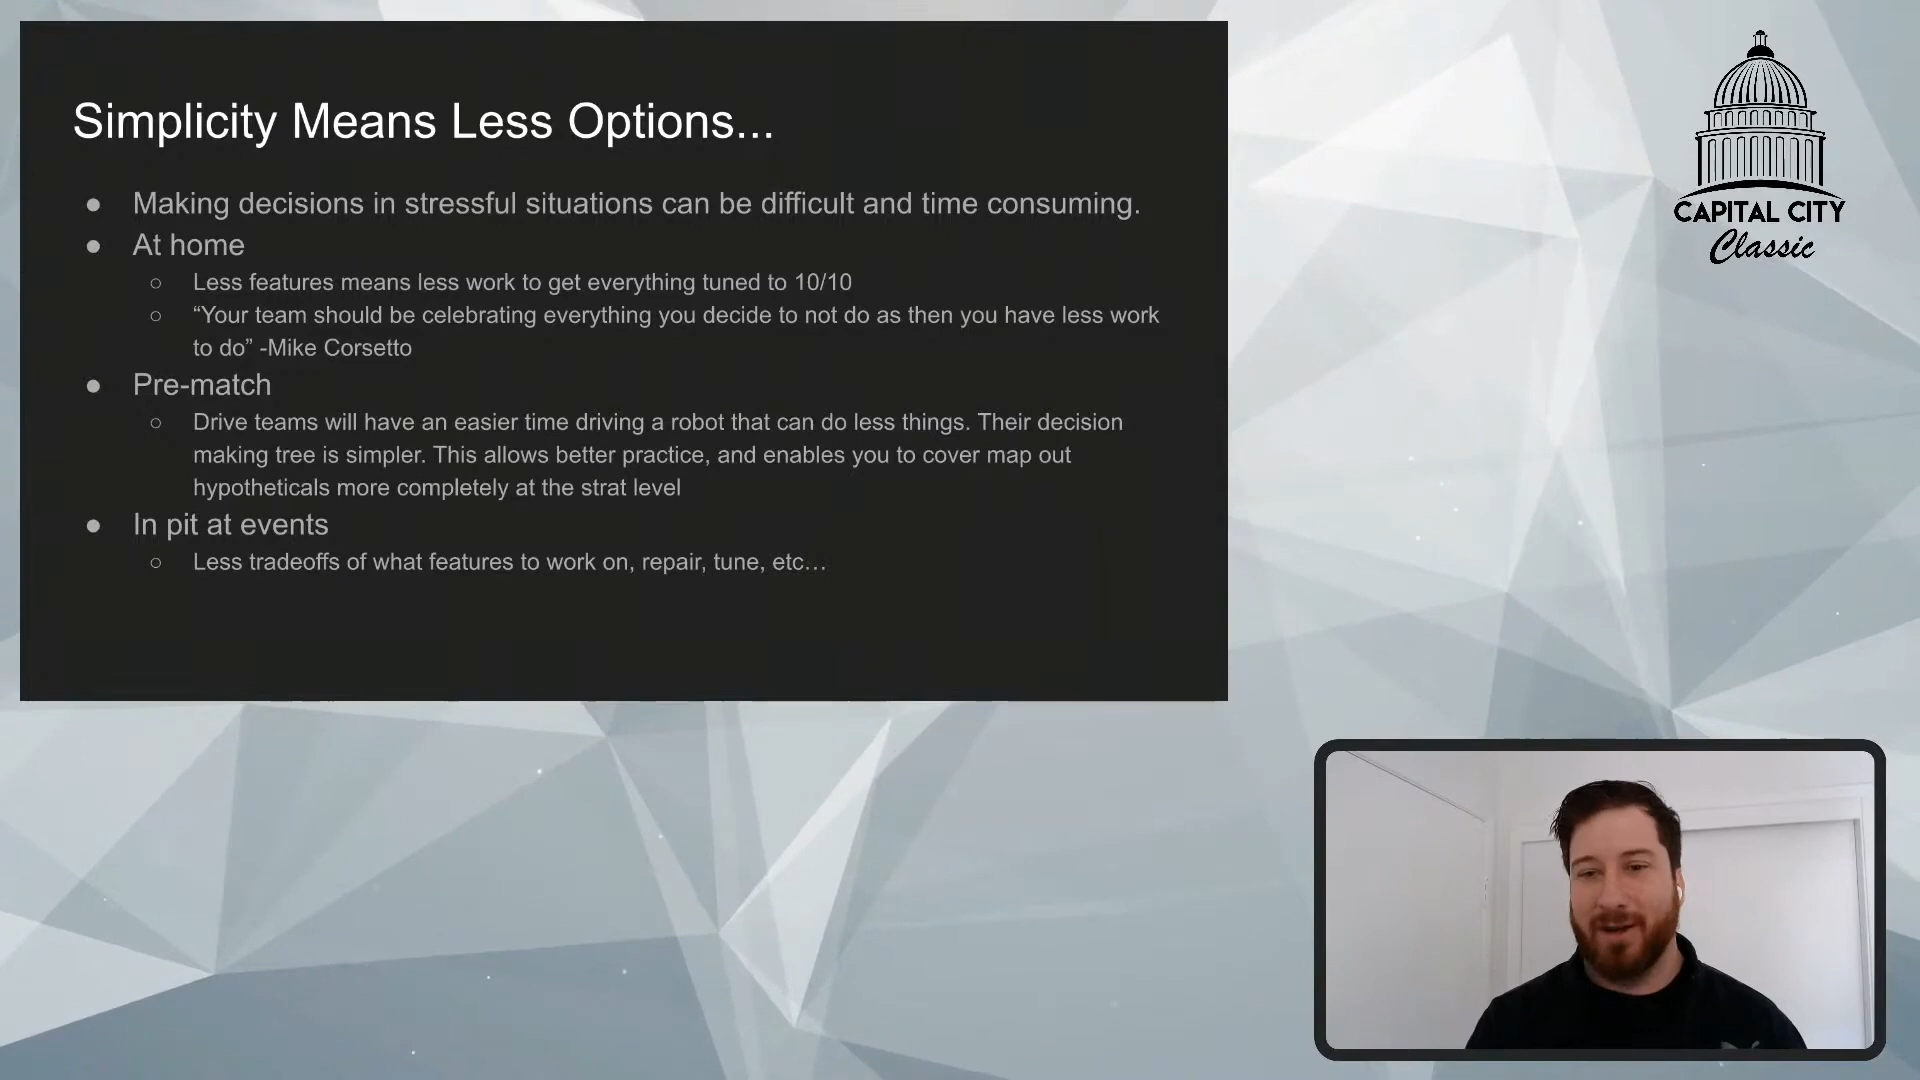 Simplicity Means Less Options...
● Making decisions in stressful situations can be difficult and time consuming.
● At home
○ Less features means less work to get everything tuned to 10/10
○ “Your team should be celebrating everything you decide to not do as then you have less work
to do” -Mike Corsetto
● Pre-match
○ Drive teams will have an easier time driving a robot that can do less things. Their decision
making tree is simpler. This allows better practice, and enables you to cover map out
hypotheticals more completely at the strat level
● In pit at events
○ Less tradeoffs of what features to work on, repair, tune, etc…
CAPITAL CITY
Classic